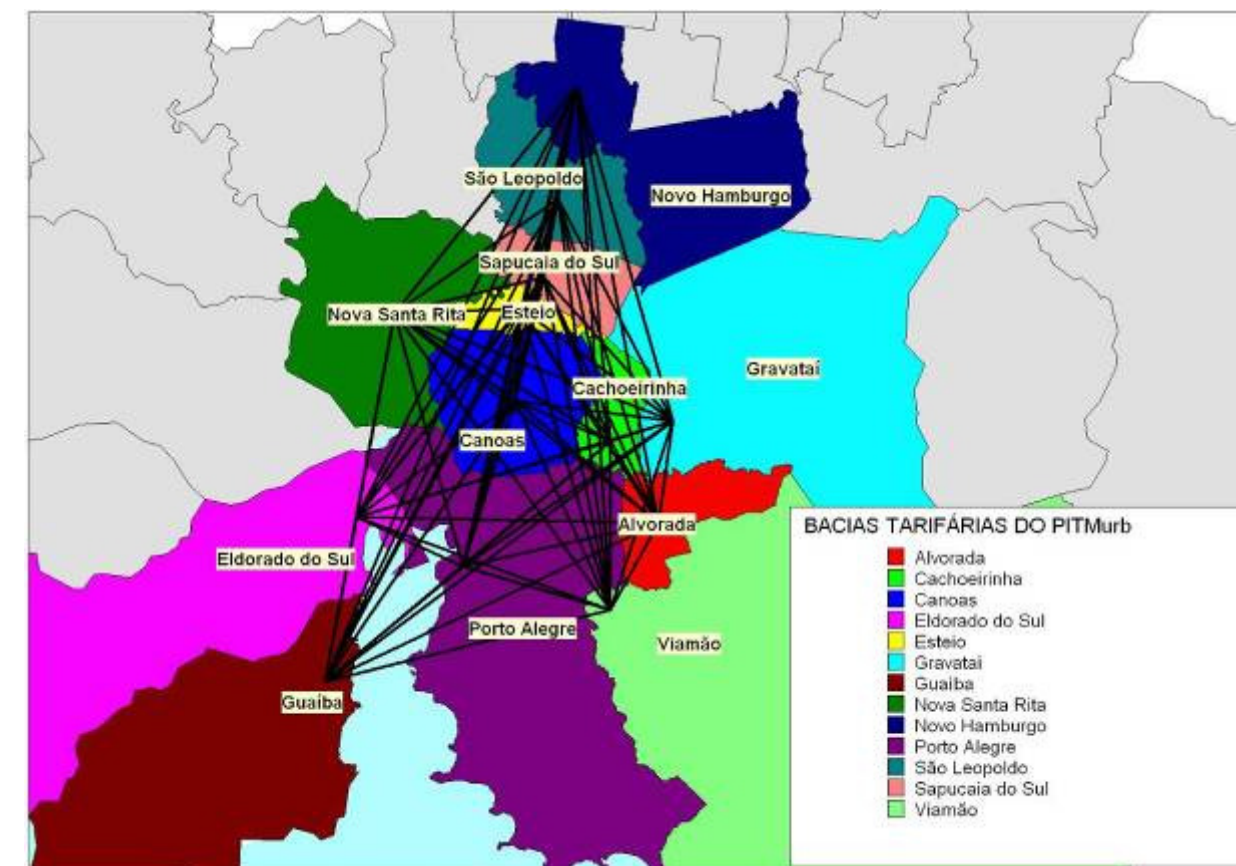 São Leopoldo
Novo Hamburgo
Sapucaia do Sul
Nova Santa Rita
Esteio
Gravataí
Cachoeirinha
Canoas
Alvorada
Eldorado do Sul
Porto Alegre
Viamão
Guaíba
BACIAS TARIFÁRIAS DO PITMurb
Alvorada
Cachoeirinha
Canoas
Eldorado do Sul
Esteio
Gravataí
Guaíba
Nova Santa Rita
Novo Hamburgo
Porto Alegre
São Leopoldo
Sapucaia do Sul
Viamão